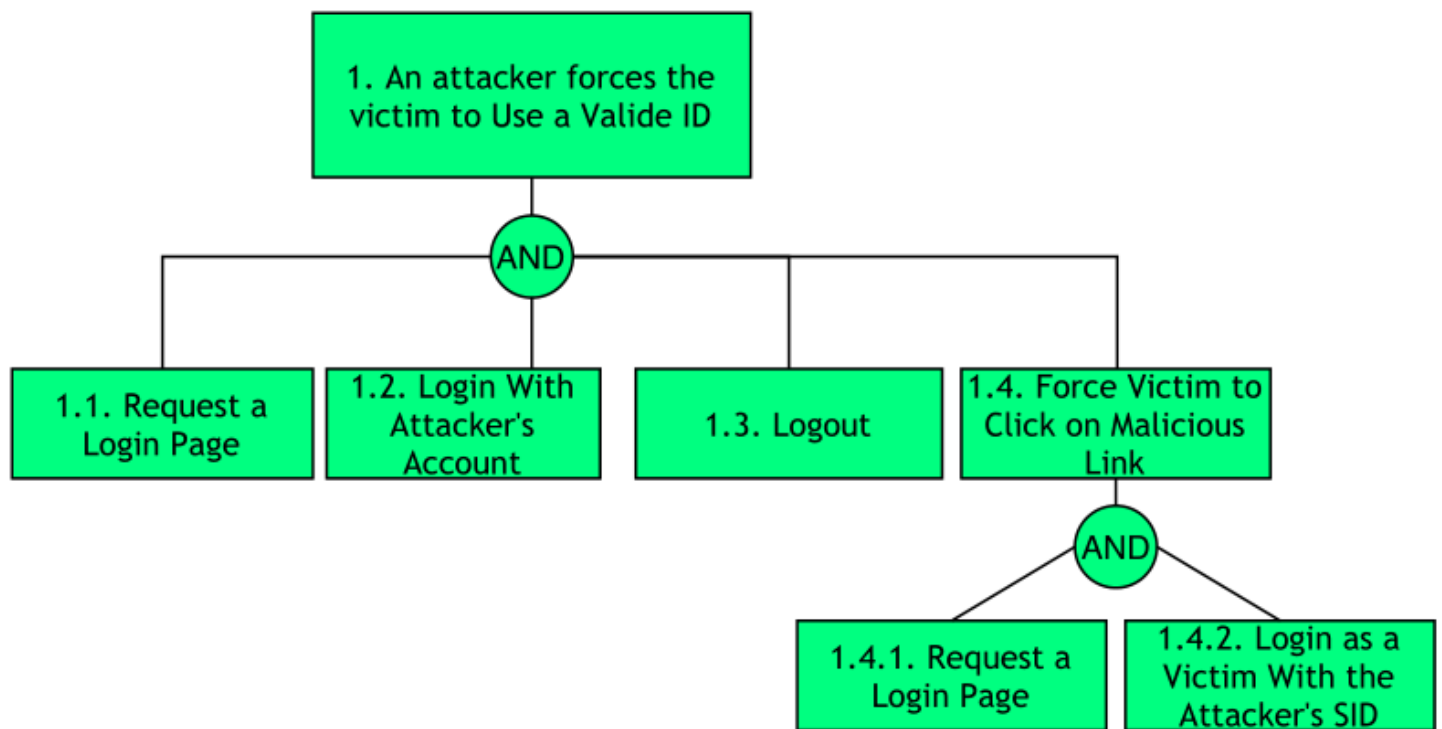 1. An attacker forces the
victim to Use a Valide ID
AND
1.1. Request a
Login Page
1.2. Login With
Attacker's
Account
1.3. Logout
1.4. Force Victim to
Click on Malicious
Link
AND
1.4.1. Request a
Login Page
1.4.2. Login as a
Victim With the
Attacker's SID